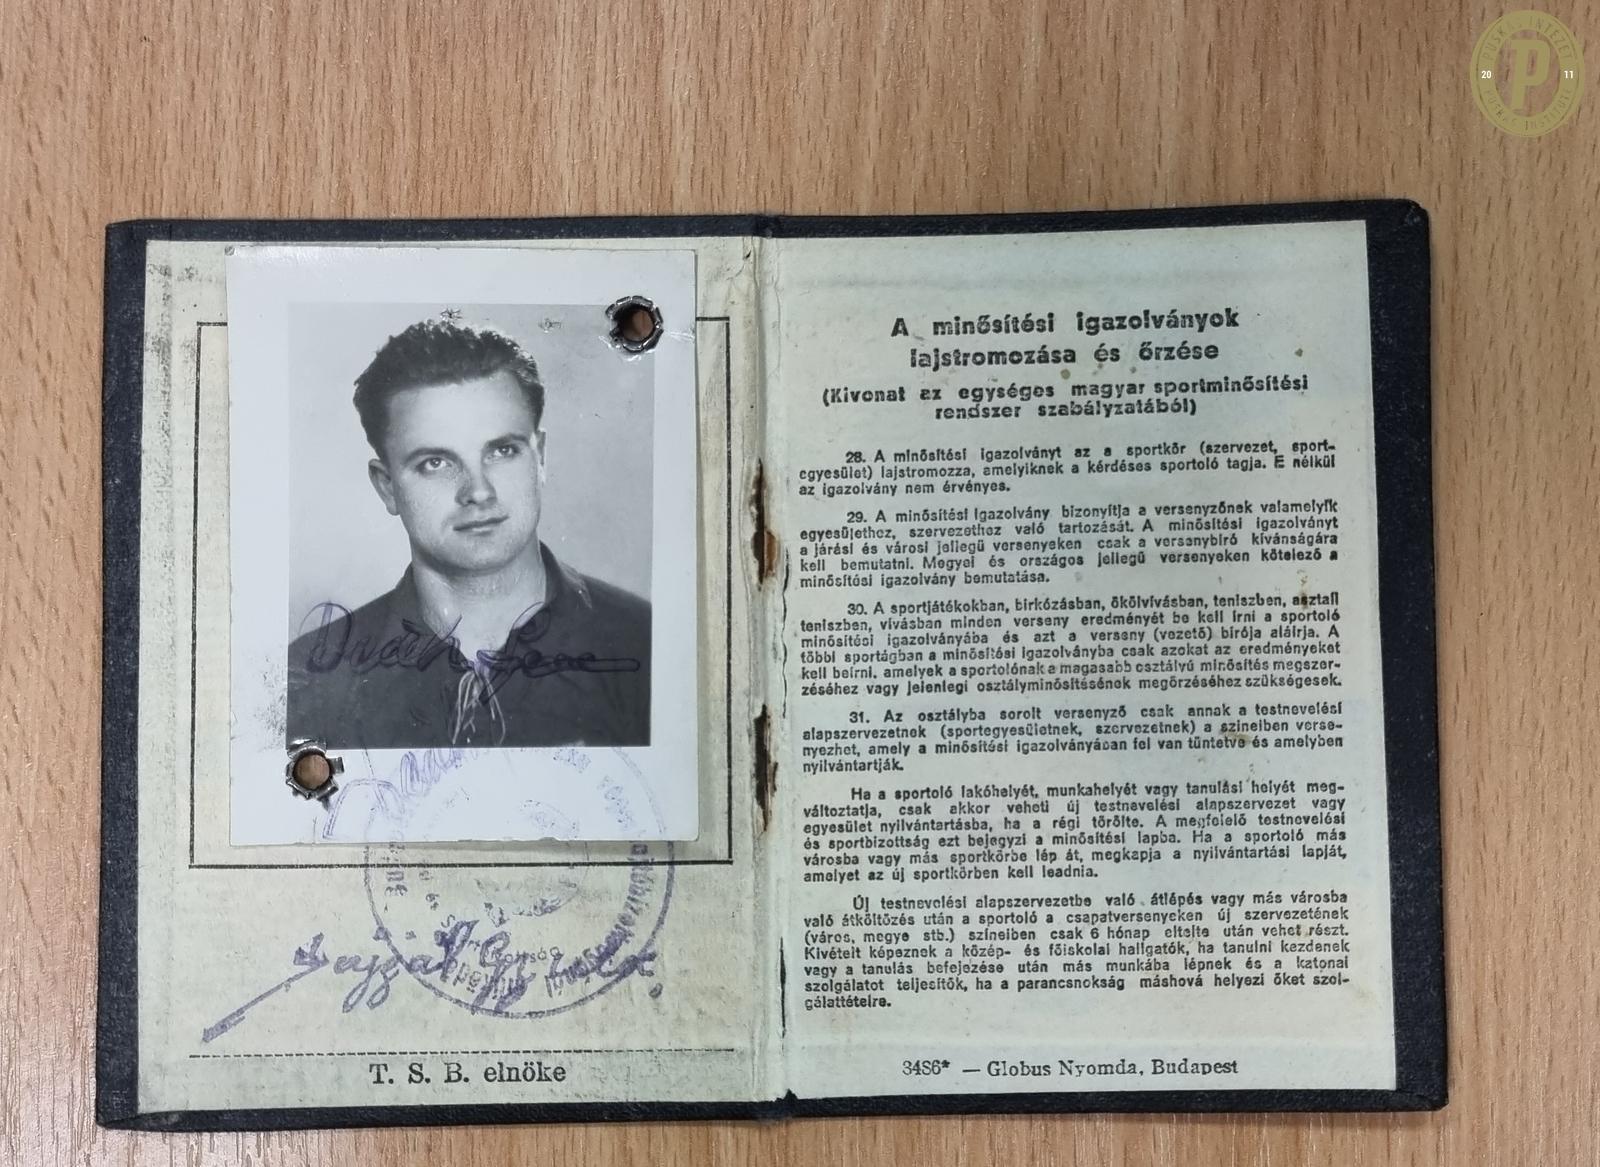 PUSKÁS INTÉZET
20 P 11
PUSKÁS INSTITUTE
T. S. B. elnöke
A minősítési igazolványok
lajstromozása és őrzése
(Kivonat az egységes magyar sportminősítési
rendszer szabályzatából)
28. A minősítési igazolványt az a sportkör (szervezet, sport-
egyesület) lajstromozza, amelyiknek a kérdéses sportoló tagja. E nélkül
az igazolvány nem érvényes.
29. A minősítési igazolvány bizonyítja a versenyzőnek valamelyik
egyesülethez, szervezethez való tartozását. A minősítési igazolványt
a járási és városi jellegű versenyeken csak a versenybíró kívánságára
kell bemutatni. Megyei és országos jellegű versenyeken kötelező a
minősítési igazolvány bemutatása.
30. A sportjátékokban, birkózásban, ökölvívásban, teniszben, asztali
teniszben, vívásban minden verseny eredményét be kell írni a sportoló
minősítési igazolványába és azt a verseny (vezető) bírója aláírja. A
többi sportágban a minősítési igazolványba csak azokat az eredményeket
kell beírni, amelyek a sportolónak a magasabb osztályú minősítés megszer-
zéséhez vagy jelenlegi osztályminősítésének megőrzéséhez szükségesek.
31. Az osztályba sorolt versenyző csak annak a testnevelési
alapszervezetnek (sportegyesületnek, szervezetnek) a színeiben verse-
nyezhet, amely a minősítési igazolványában fel van tüntetve és amelyben
nyilvántartják.
Ha a sportoló lakóhelyét, munkahelyét vagy tanulási helyét meg-
változtatja, csak akkor veheti új testnevelési alapszervezet vagy
egyesület nyilvántartásba, ha a régi törölte. A megfelelő testnevelési
és sportbizottság ezt bejegyzi a minősítési lapba. Ha a sportoló más
városba vagy más sportkörbe lép át, megkapja a nyilvántartási lapját,
amelyet az új sportkörben kell leadnia.
Új testnevelési alapszervezetbe való átlépés vagy más városba
való átköltözés után a sportoló a csapatversenyeken új szervezetének
(város, megye stb.) színeiben csak 6 hónap eltelte után vehet részt.
Kivételt képeznek a közép- és főiskolai hallgatók, ha tanulni kezdenek
vagy a tanulás befejezése után más munkába lépnek és a katonai
szolgálatot teljesítők, ha a parancsnokság máshová helyezi őket szol-
gálattételre.
3486* — Globus Nyomda, Budapest